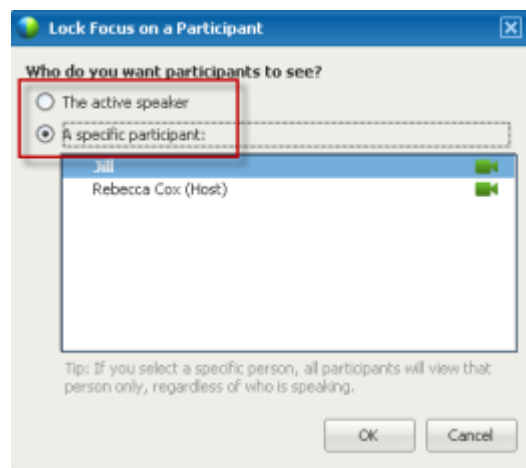 Lock Focus on a Participant
Who do you want participants to see?
The active speaker
A specific participant:
Jill
Rebecca Cox (Host)
Tip: If you select a specific person, all participants will view that
person only, regardless of who is speaking.
OK
Cancel